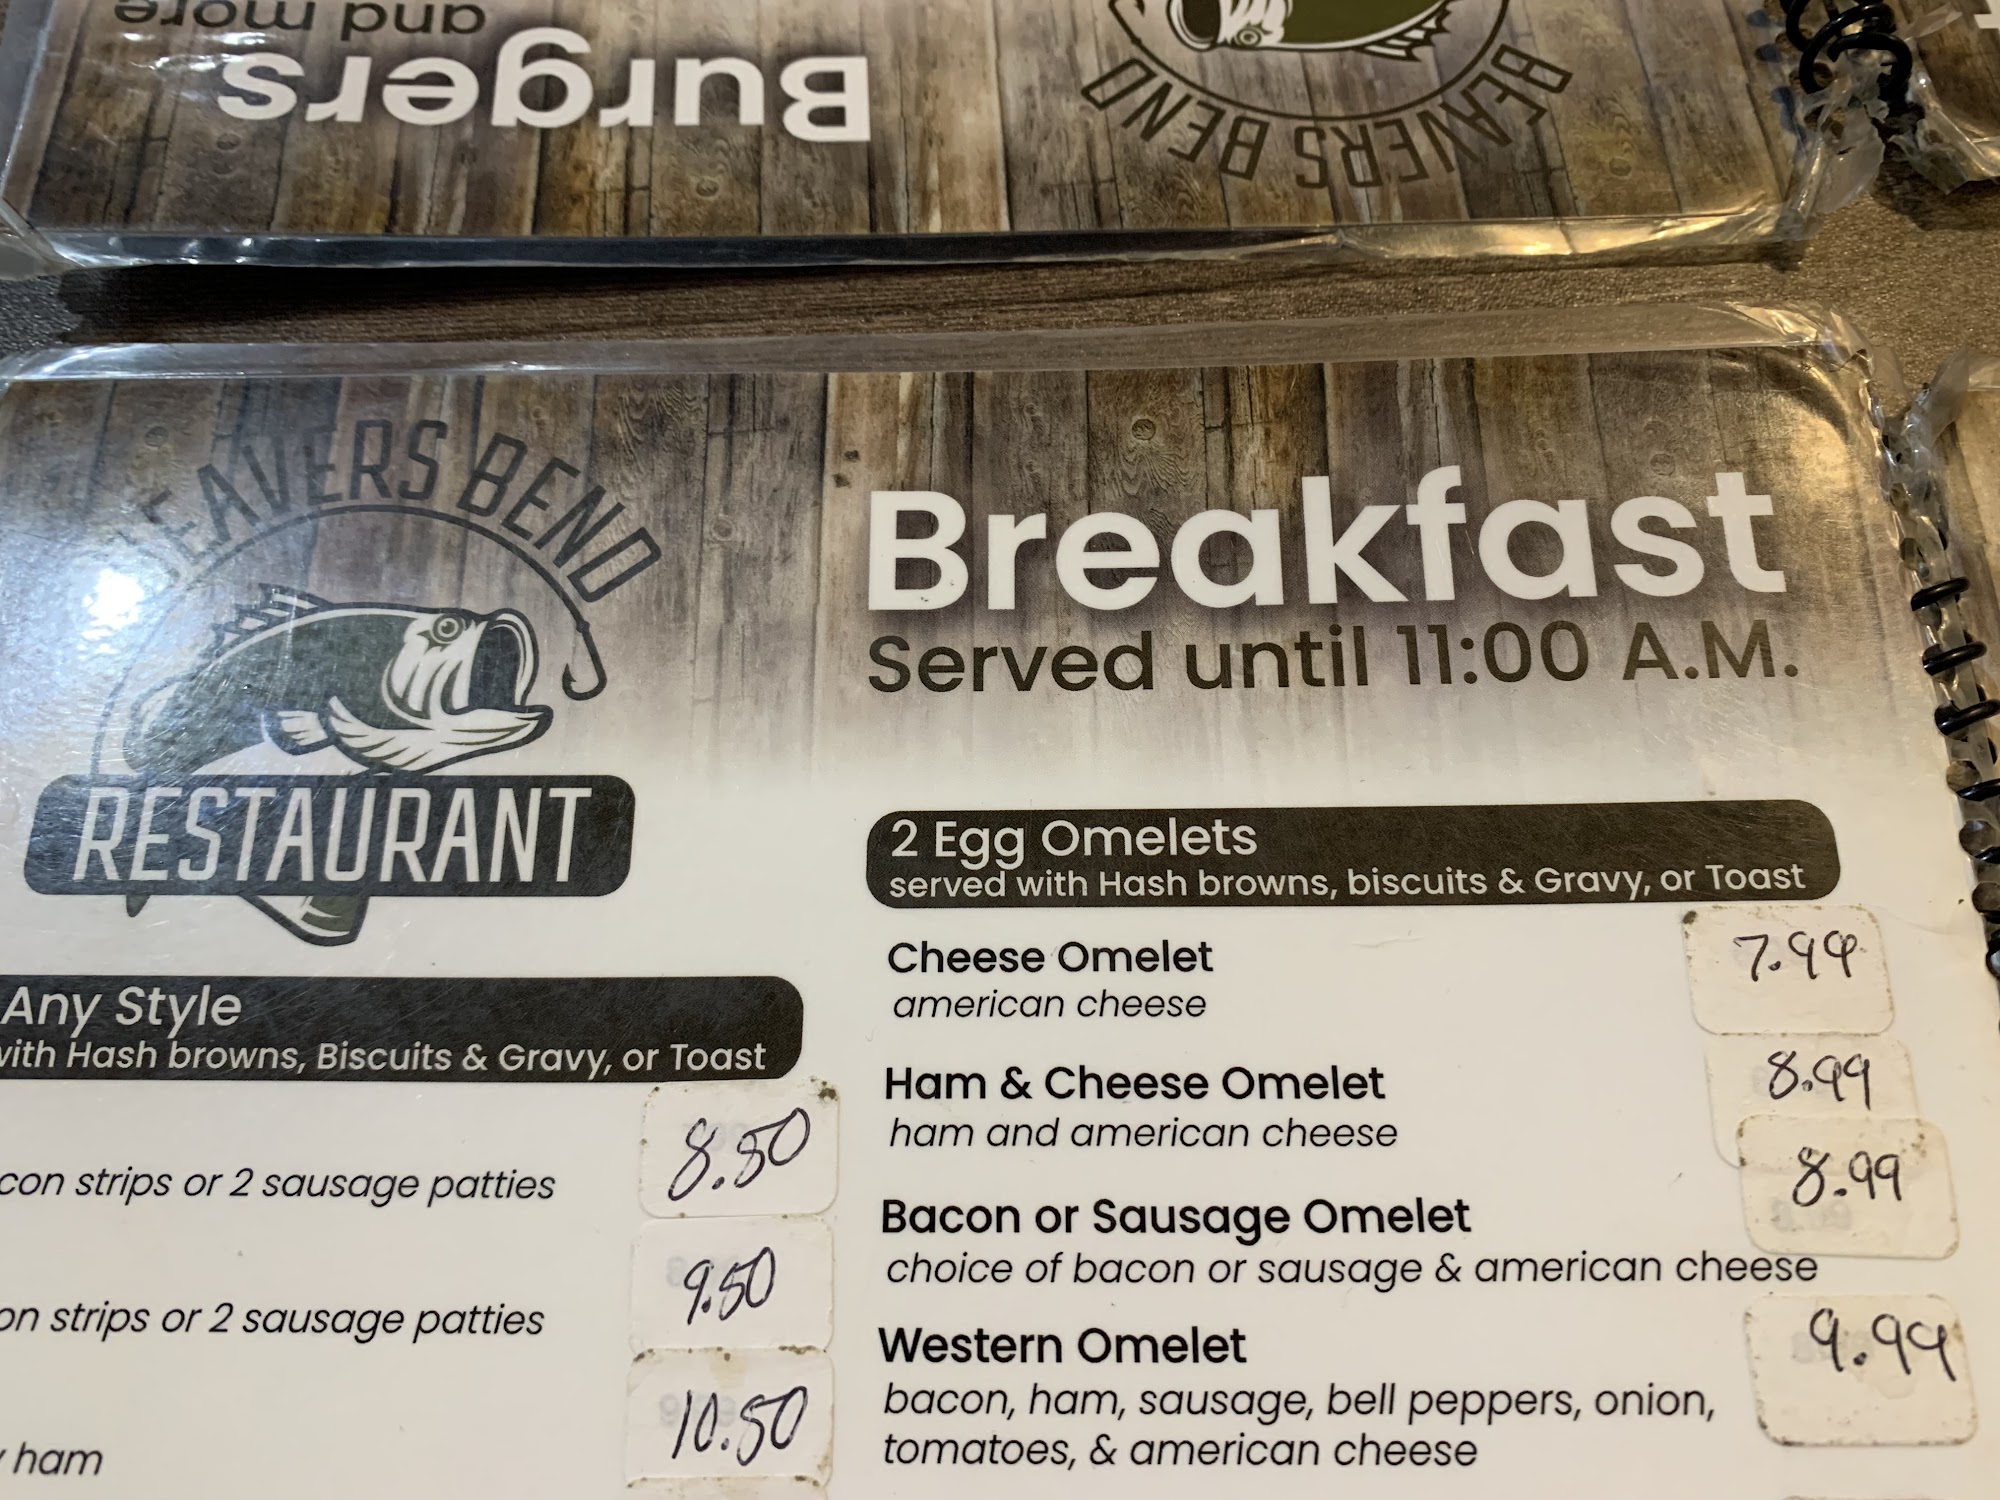 Burgers
and more
BEAVERS BEND
BEAVERS BEND
RESTAURANT
Breakfast
Served until 11:00 A.M.
Any Style
with Hash browns, Biscuits & Gravy, or Toast
strips or 2 sausage patties 8.50
strips or 2 sausage patties 9.50
ham 10.50
2 Egg Omelets
served with Hash browns, biscuits & Gravy, or Toast
Cheese Omelet 7.99
american cheese
Ham & Cheese Omelet 8.99
ham and american cheese
Bacon or Sausage Omelet 8.99
choice of bacon or sausage & american cheese
Western Omelet 9.99
bacon, ham, sausage, bell peppers, onion,
tomatoes, & american cheese